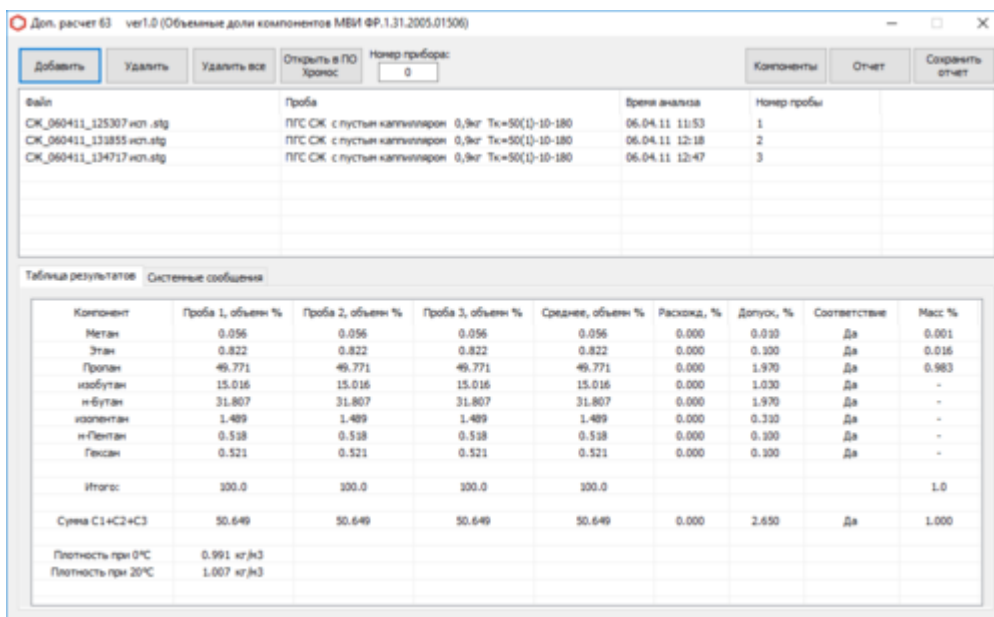 Доп. расчет 63 ver1.0 (Объемные доли компонентов МВИ ФР.1.31.2005.01506)
Добавить Удалить Удалить все Открыть в ПО Хромос Номер прибора: 0 Компоненты Отчет Сохранить отчет
Файл Проба Время анализа Номер пробы
СЖ_060411_125307 исп .stg ПГС СЖ с пустым каппилляром 0,9кг Тк=50(1)-10-180 06.04.11 11:53 1
СЖ_060411_131855 исп.stg ПГС СЖ с пустым каппилляром 0,9кг Тк=50(1)-10-180 06.04.11 12:18 2
СЖ_060411_134717 исп.stg ПГС СЖ с пустым каппилляром 0,9кг Тк=50(1)-10-180 06.04.11 12:47 3
Таблица результатов Системные сообщения
Компонент Проба 1, объемн % Проба 2, объемн % Проба 3, объемн % Среднее, объемн % Расхожд, % Допуск, % Соответствие Масс %
Метан 0.056 0.056 0.056 0.056 0.000 0.010 Да 0.001
Этан 0.822 0.822 0.822 0.822 0.000 0.100 Да 0.016
Пропан 49.771 49.771 49.771 49.771 0.000 1.970 Да 0.983
изобутан 15.016 15.016 15.016 15.016 0.000 1.030 Да -
н-Бутан 31.807 31.807 31.807 31.807 0.000 1.970 Да -
изопентан 1.489 1.489 1.489 1.489 0.000 0.310 Да -
н-Пентан 0.518 0.518 0.518 0.518 0.000 0.100 Да -
Гексан 0.521 0.521 0.521 0.521 0.000 0.100 Да -
Итого: 100.0 100.0 100.0 100.0 1.0
Сумма С1+С2+С3 50.649 50.649 50.649 50.649 0.000 2.650 Да 1.000
Плотность при 0°С 0.991 кг/м3
Плотность при 20°С 1.007 кг/м3